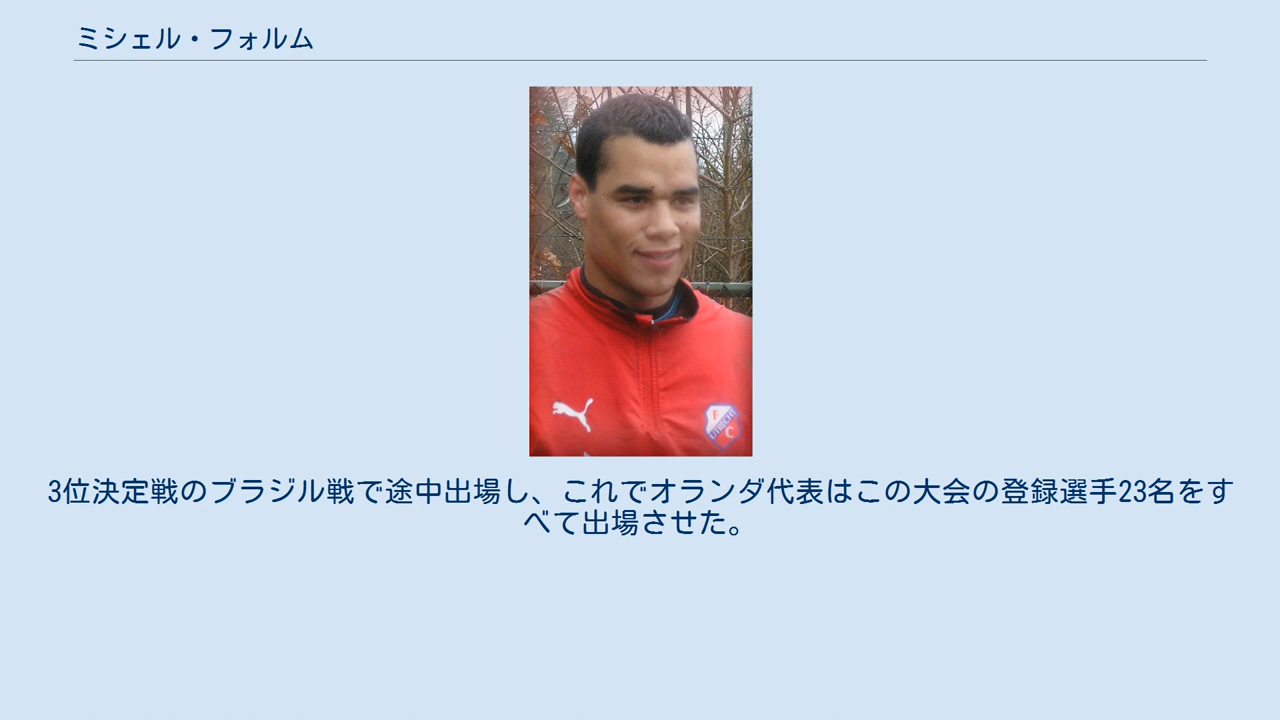 ミシェル・フォルム
F
UTRECHT
C
3位決定戦のブラジル戦で途中出場し、これでオランダ代表はこの大会の登録選手23名をす
べて出場させた。